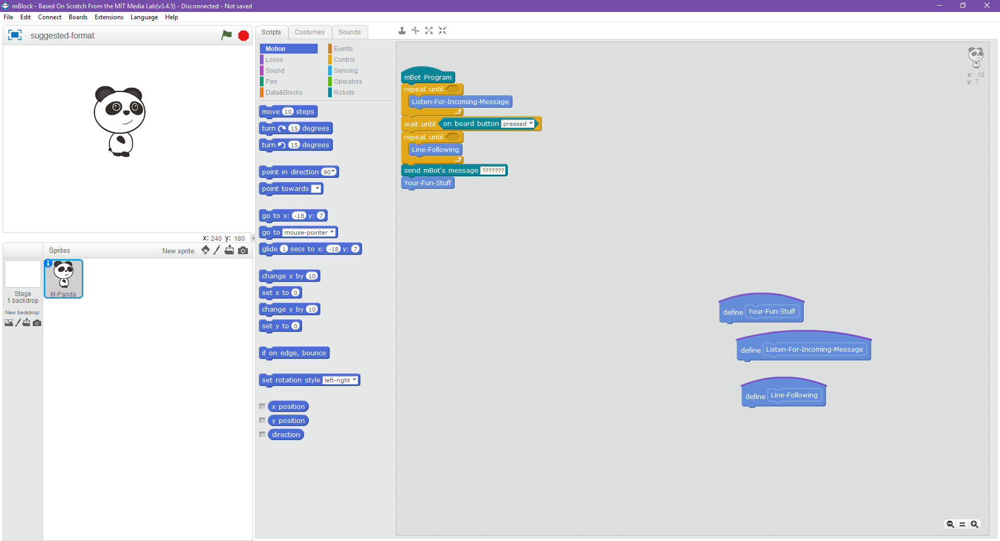 mBlock - Based On Scratch From the MIT Media Lab(v3.4.5) - Disconnected - Not saved
File Edit Connect Boards Extensions Language Help
suggested-format
x: 240 y: 180
Sprites
New sprite:
Stage
1 backdrop
New backdrop:
M-Panda
Scripts Costumes Sounds
Motion Events
Looks Control
Sound Sensing
Pen Operators
Data&Blocks Robots
move 10 steps
turn 15 degrees
turn 15 degrees
point in direction 90
point towards
go to x: -18 y: 7
go to mouse-pointer
glide 1 secs to x: -18 y: 7
change x by 10
set x to 0
change y by 10
set y to 0
if on edge, bounce
set rotation style left-right
x position
y position
direction
mBot Program
repeat until
Listen-For-Incoming-Message
wait until on board button pressed
repeat until
Line-Following
send mBot's message ???????
Your-Fun-Stuff
x: -18
y: 7
define Your-Fun-Stuff
define Listen-For-Incoming-Message
define Line-Following